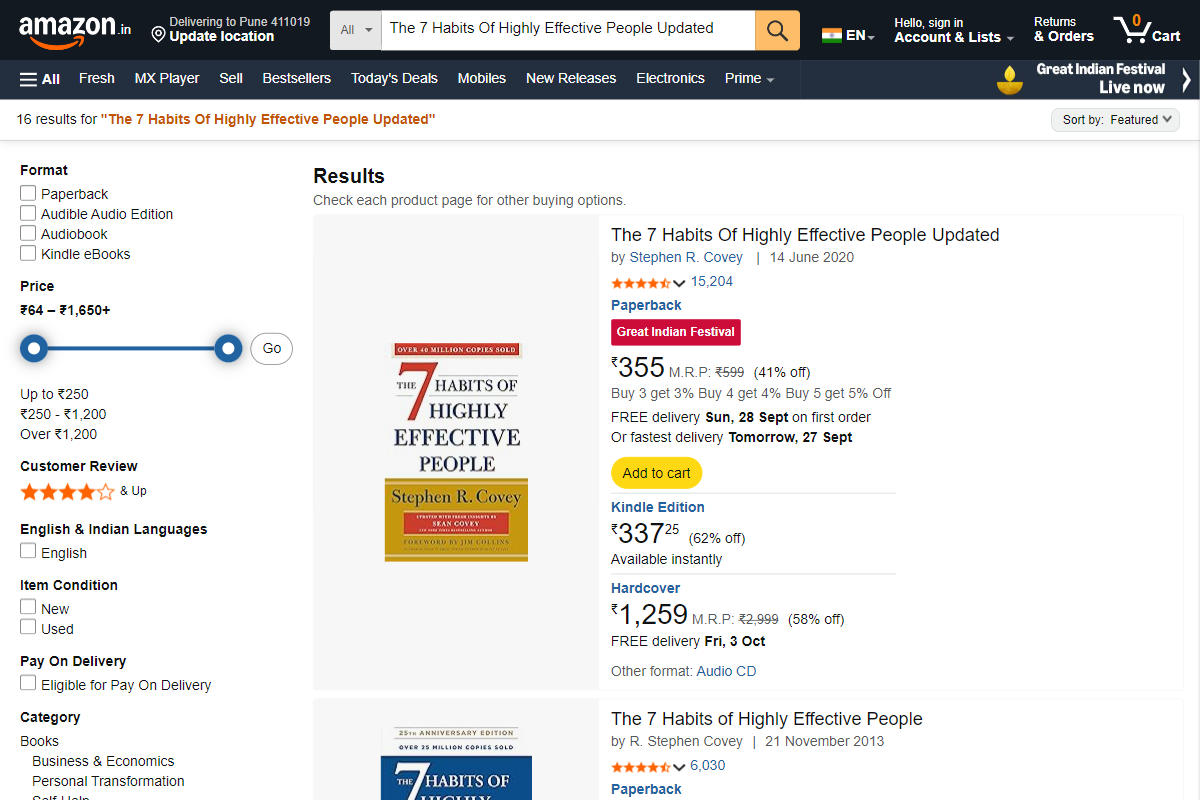 amazon.in
Delivering to Pune 411019
Update location
All
The 7 Habits Of Highly Effective People Updated
EN
Hello, sign in
Account & Lists
Returns
& Orders
0
Cart
All
Fresh
MX Player
Sell
Bestsellers
Today's Deals
Mobiles
New Releases
Electronics
Prime
Great Indian Festival
Live now
16 results for "The 7 Habits Of Highly Effective People Updated"
Sort by: Featured
Format
Paperback
Audible Audio Edition
Audiobook
Kindle eBooks
Price
₹64 – ₹1,650+
Go
Up to ₹250
₹250 - ₹1,200
Over ₹1,200
Customer Review
& Up
English & Indian Languages
English
Item Condition
New
Used
Pay On Delivery
Eligible for Pay On Delivery
Category
Books
Business & Economics
Personal Transformation
Self-Help
Results
Check each product page for other buying options.
OVER 40 MILLION COPIES SOLD
THE 7 HABITS OF
HIGHLY
EFFECTIVE
PEOPLE
Stephen R. Covey
UPDATED WITH FRESH INSIGHTS BY
SEAN COVEY
FOREWORD BY JIM COLLINS
The 7 Habits Of Highly Effective People Updated
by Stephen R. Covey | 14 June 2020
15,204
Paperback
Great Indian Festival
₹355 M.R.P: ₹599 (41% off)
Buy 3 get 3% Buy 4 get 4% Buy 5 get 5% Off
FREE delivery Sun, 28 Sept on first order
Or fastest delivery Tomorrow, 27 Sept
Add to cart
Kindle Edition
₹337 25 (62% off)
Available instantly
Hardcover
₹1,259 M.R.P: ₹2,999 (58% off)
FREE delivery Fri, 3 Oct
Other format: Audio CD
25TH ANNIVERSARY EDITION
OVER 25 MILLION COPIES SOLD
THE 7 HABITS OF
HIGHLY
The 7 Habits of Highly Effective People
by R. Stephen Covey | 21 November 2013
6,030
Paperback